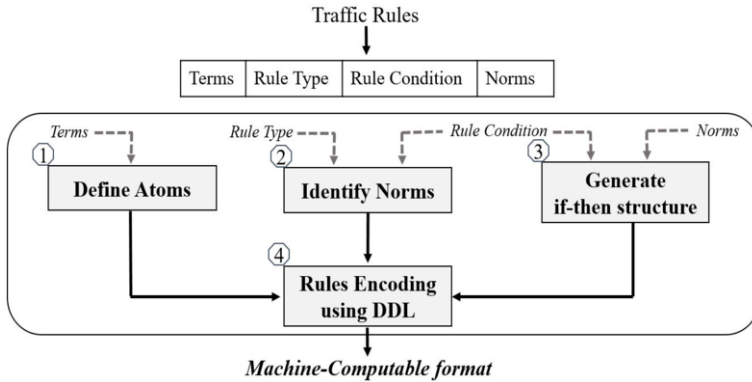 Traffic Rules
Terms Rule Type Rule Condition Norms
Terms Rule Type Rule Condition Norms
1 2 3
Define Atoms Identify Norms Generate
if-then structure
4
Rules Encoding
using DDL
Machine-Computable format